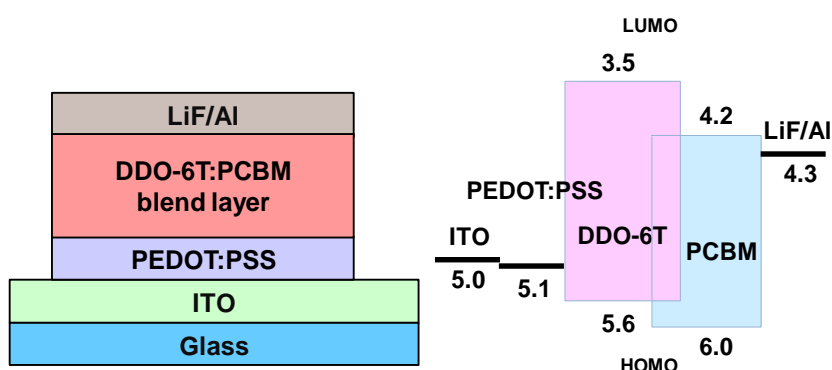 LiF/Al
DDO-6T:PCBM
blend layer
PEDOT:PSS
ITO
Glass
LUMO
3.5
4.2
LiF/Al
4.3
PEDOT:PSS
DDO-6T
ITO
PCBM
5.0
5.1
5.6
6.0
HOMO